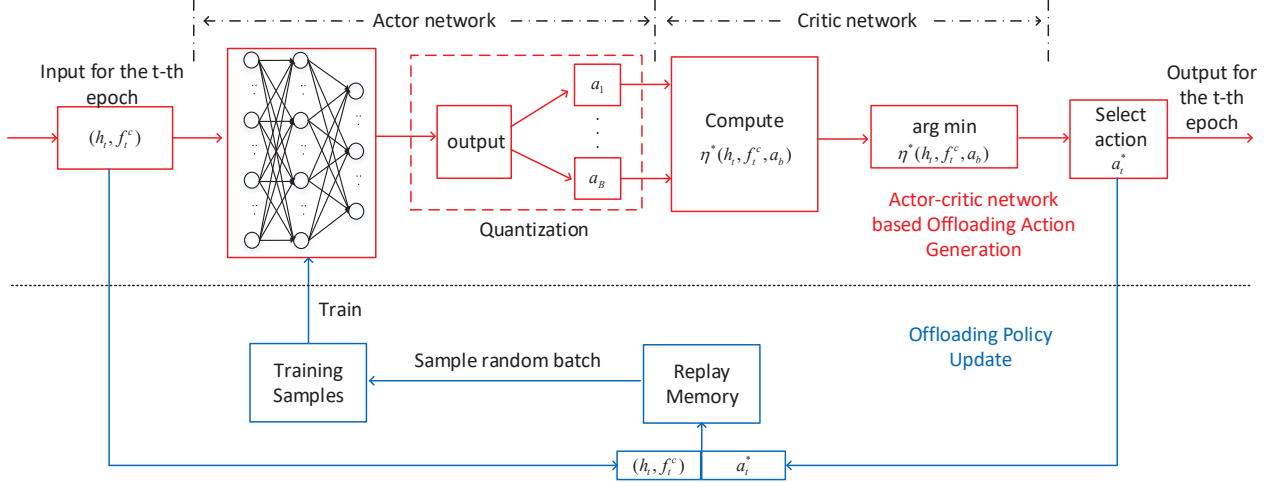 Actor network
Critic network
Input for the t-th
epoch
(h_t, f_t^c)
output
a_1
a_B
Quantization
Compute
η*(h_t, f_t^c, a_b)
arg min
η*(h_t, f_t^c, a_b)
Select
action
a_t^*
Output for
the t-th
epoch
Actor-critic network
based Offloading Action
Generation
Train
Offloading Policy
Update
Training
Samples
Sample random batch
Replay
Memory
(h_t, f_t^c)
a_t^*